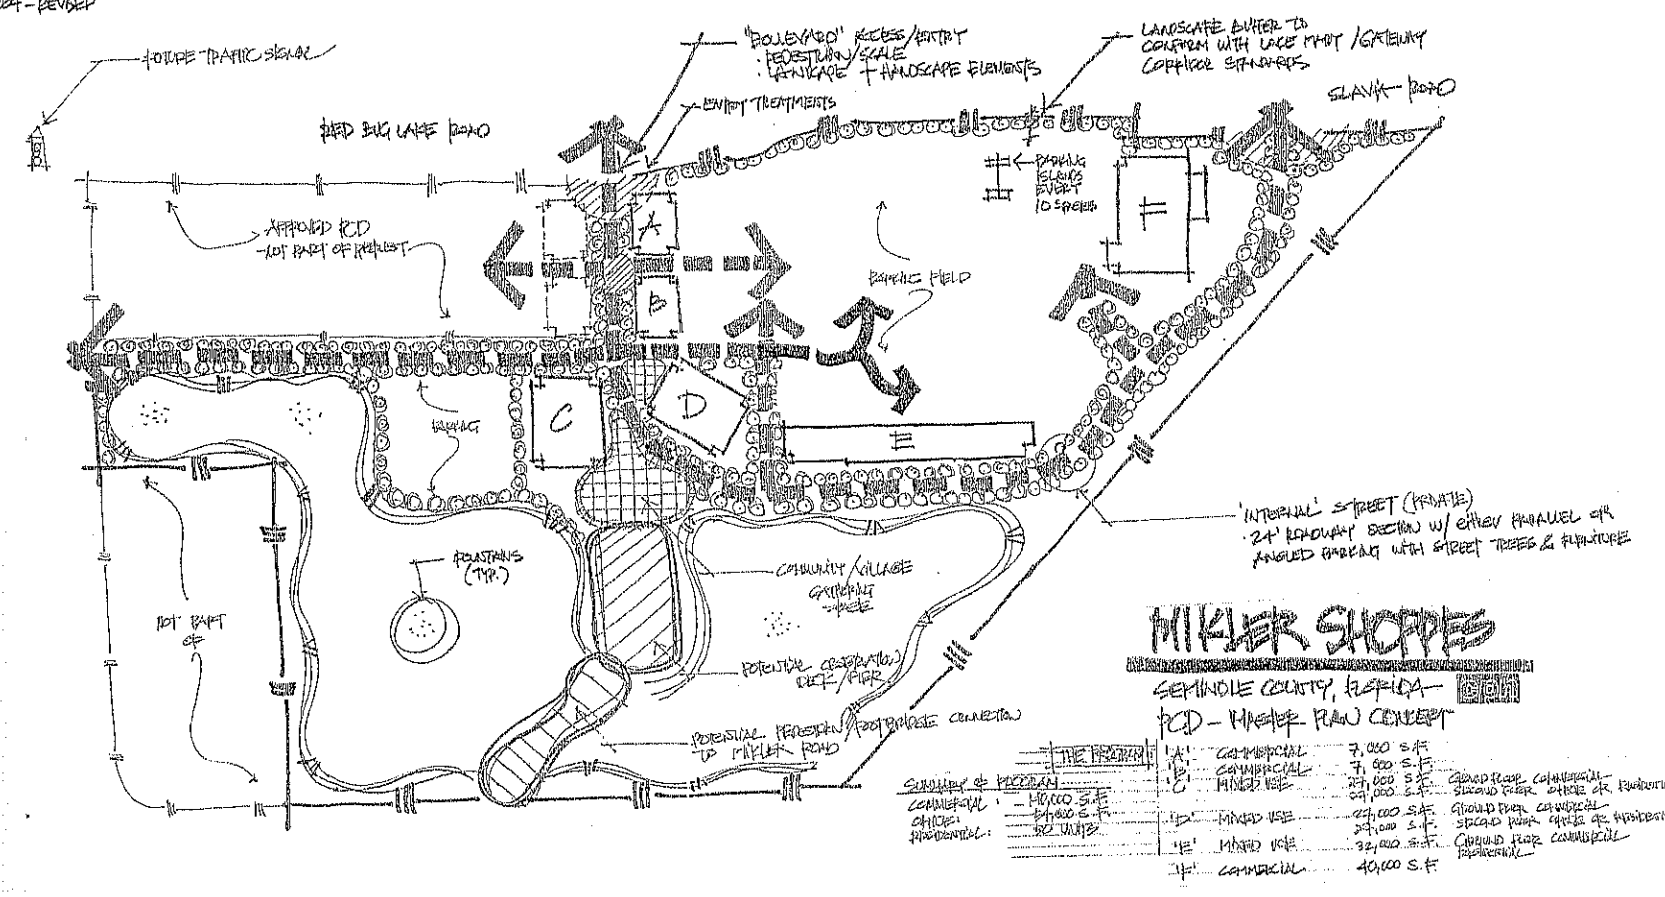 REVISED
FUTURE TRAFFIC SIGNAL
RED BUG LAKE ROAD
"BOULEVARD" ACCESS/ENTRY
· PEDESTRIAN/SCALE
· LANDSCAPE + HARDSCAPE ELEMENTS
ENTRY TREATMENTS
LANDSCAPE BUFFER TO
CONFORM WITH LAKE MARY/GATEWAY
CORRIDOR STANDARDS
SLAVIA ROAD
PARKING
ISLANDS
EVERY
10 SPACES
APPROVED PCD
-NOT PART OF REQUEST
A
B
C
D
E
F
PARKING FIELD
PARKING
FOUNTAINS
(TYP.)
NOT PART
OF
COMMUNITY/VILLAGE
GATHERING
SPACE
POTENTIAL OBSERVATION
DECK/PIER
POTENTIAL PEDESTRIAN/FOOTBRIDGE CONNECTION
TO MIKLER ROAD
'INTERNAL' STREET (PRIVATE)
· 24' ROADWAY SECTION W/ EITHER PARALLEL OR
ANGLED PARKING WITH STREET TREES & FURNITURE
MIKLER SHOPPES
SEMINOLE COUNTY, FLORIDA
PCD - MASTER PLAN CONCEPT
THE PROGRAM
'A' COMMERCIAL 7,000 S.F.
'B' COMMERCIAL 7,000 S.F.
'C' MIXED USE 27,000 S.F. GROUND FLOOR COMMERCIAL
S.F. SECOND FLOOR OFFICE OR
'D' MIXED USE S.F. GROUND FLOOR COMMERCIAL
S.F. SECOND FLOOR OFFICE OR
'E' MIXED USE 32,000 S.F. GROUND FLOOR COMMERCIAL
RESIDENTIAL
'F' COMMERCIAL 40,000 S.F.
SUMMARY OF PROGRAM
COMMERCIAL: 140,000 S.F.
OFFICE: S.F.
RESIDENTIAL: 50 UNITS